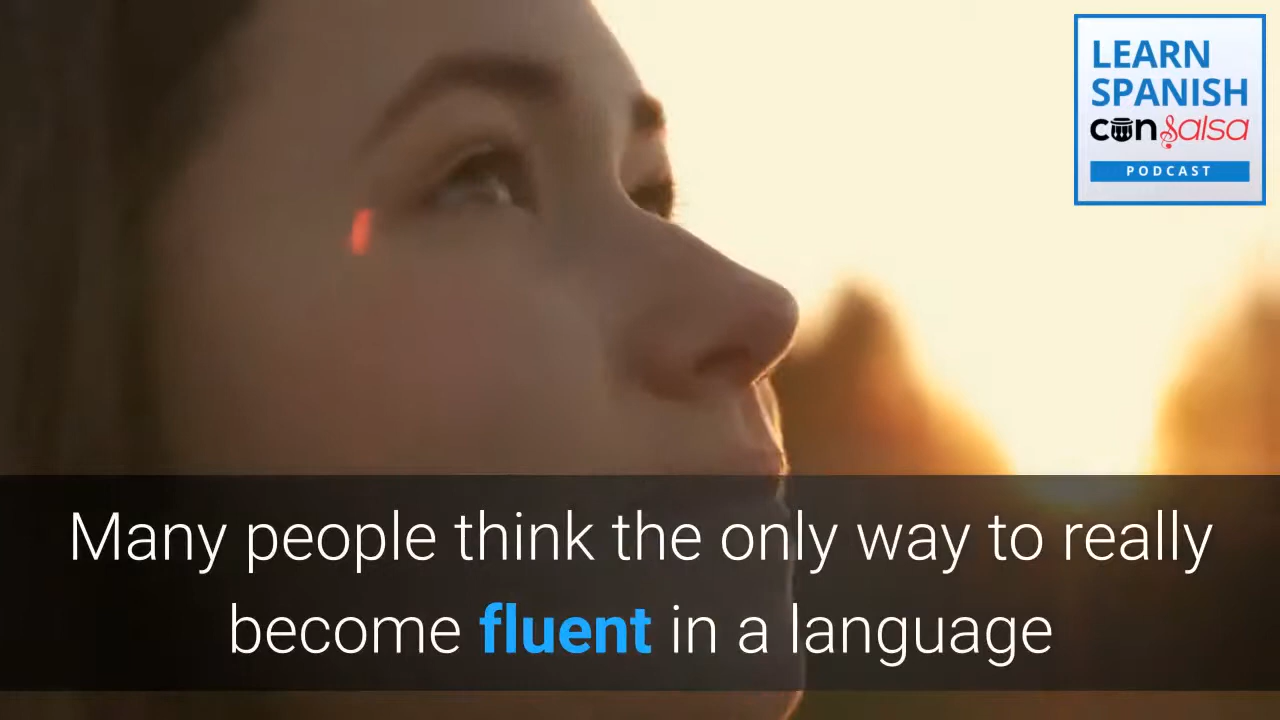 LEARN
SPANISH
con Salsa
PODCAST
Many people think the only way to really
become fluent in a language